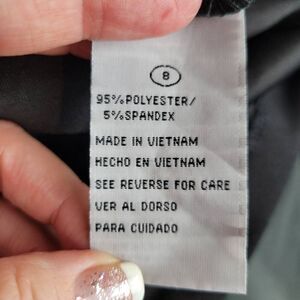 8
95%POLYESTER/
5%SPANDEX
MADE IN VIETNAM
HECHO EN VIETNAM
SEE REVERSE FOR CARE
VER AL DORSO
PARA CUIDADO